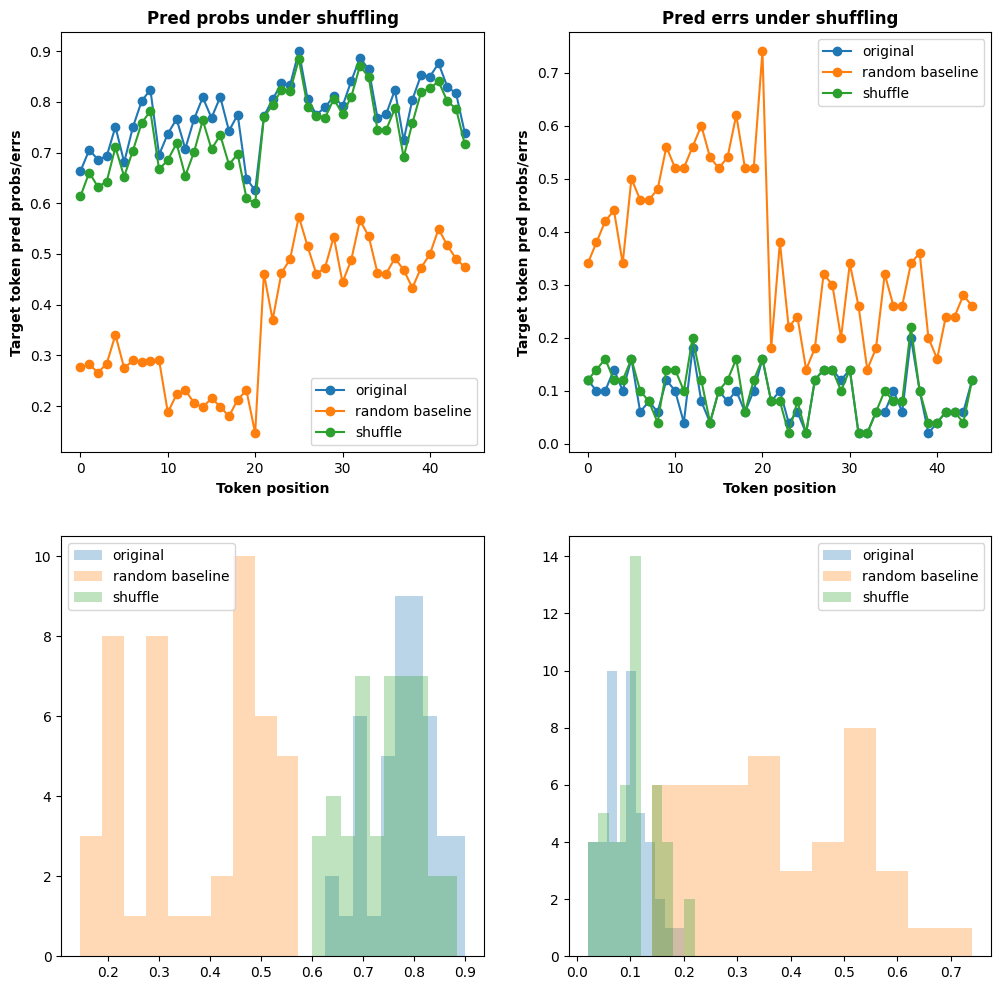 Pred probs under shuffling
Target token pred probs/errs
0.9
0.8
0.7
0.6
0.5
0.4
0.3
0.2
original
random baseline
shuffle
0 10 20 30 40
Token position
Pred errs under shuffling
Target token pred probs/errs
0.7
0.6
0.5
0.4
0.3
0.2
0.1
0.0
original
random baseline
shuffle
0 10 20 30 40
Token position
10
8
6
4
2
0
original
random baseline
shuffle
0.2 0.3 0.4 0.5 0.6 0.7 0.8 0.9
14
12
10
8
6
4
2
0
original
random baseline
shuffle
0.0 0.1 0.2 0.3 0.4 0.5 0.6 0.7